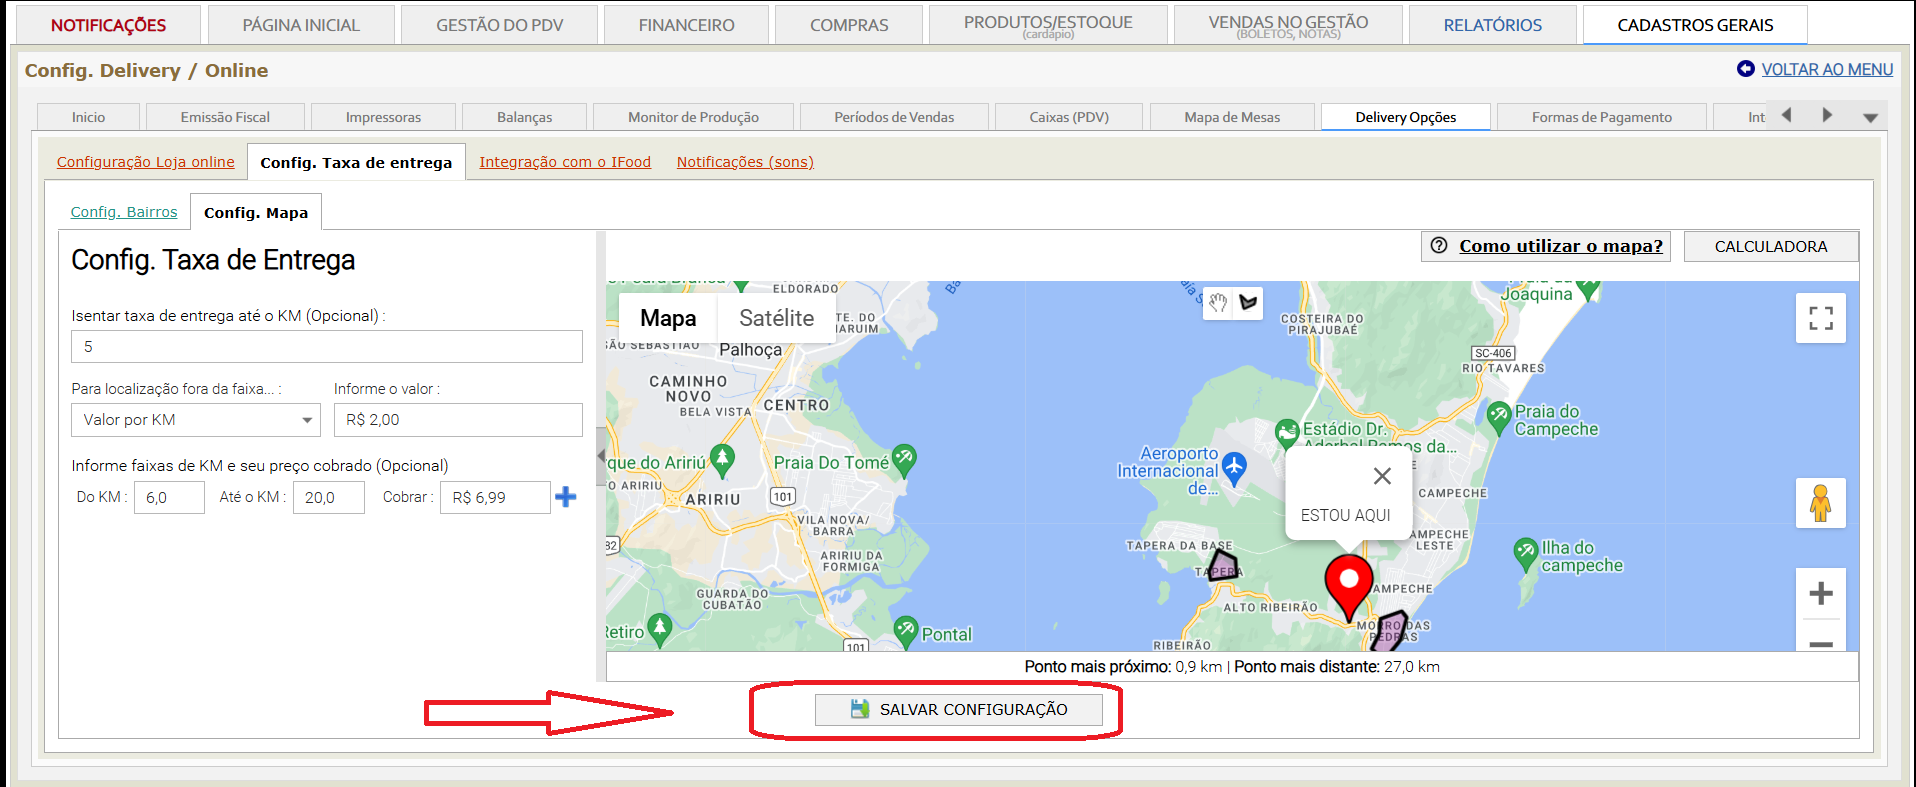 NOTIFICAÇÕES
PÁGINA INICIAL
GESTÃO DO PDV
FINANCEIRO
COMPRAS
PRODUTOS/ESTOQUE
(cardápio)
VENDAS NO GESTÃO
(BOLETOS, NOTAS)
RELATÓRIOS
CADASTROS GERAIS
Config. Delivery / Online
VOLTAR AO MENU
Inicio
Emissão Fiscal
Impressoras
Balanças
Monitor de Produção
Períodos de Vendas
Caixas (PDV)
Mapa de Mesas
Delivery Opções
Formas de Pagamento
Int
Configuração Loja online
Config. Taxa de entrega
Integração com o IFood
Notificações (sons)
Config. Bairros
Config. Mapa
Config. Taxa de Entrega
Como utilizar o mapa?
CALCULADORA
Isentar taxa de entrega até o KM (Opcional) :
5
Para localização fora da faixa... :
Informe o valor :
Valor por KM
R$ 2,00
Informe faixas de KM e seu preço cobrado (Opcional)
Do KM :
6,0
Até o KM :
20,0
Cobrar :
R$ 6,99
Mapa
Satélite
ELDORADO
TE. DO
ARUIM
SÃO SEBASTIÃO
Palhoça
CAMINHO
NOVO
BELA VISTA
CENTRO
que do Aririú
Praia Do Tomé
O ARIRIU
ARIRIU
101
VILA NOVA/
BARRA
82
ARIRIU DA
FORMIGA
GUARDA DO
CUBATÃO
Retiro
Pontal
101
Joaquina
COSTEIRA DO
PIRAJUBAÉ
SC-406
RIO TAVARES
Praia do
Campeche
Estádio Dr.
Aderbal Ramos da...
Aeroporto
Internacional
de...
CAMPECHE
ESTOU AQUI
AMPECHE
LESTE
TAPERA DA BASE
TAPERA
Ilha do
campeche
AMPECHE
ALTO RIBEIRÃO
MORRO DAS
PEDRAS
RIBEIRÃO
Ponto mais próximo: 0,9 km | Ponto mais distante: 27,0 km
SALVAR CONFIGURAÇÃO